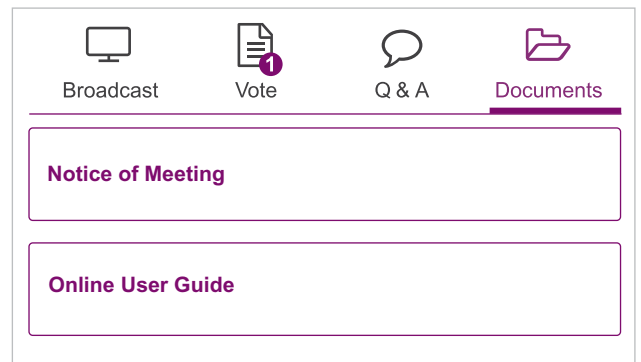 1
Broadcast Vote Q & A Documents
Notice of Meeting
Online User Guide